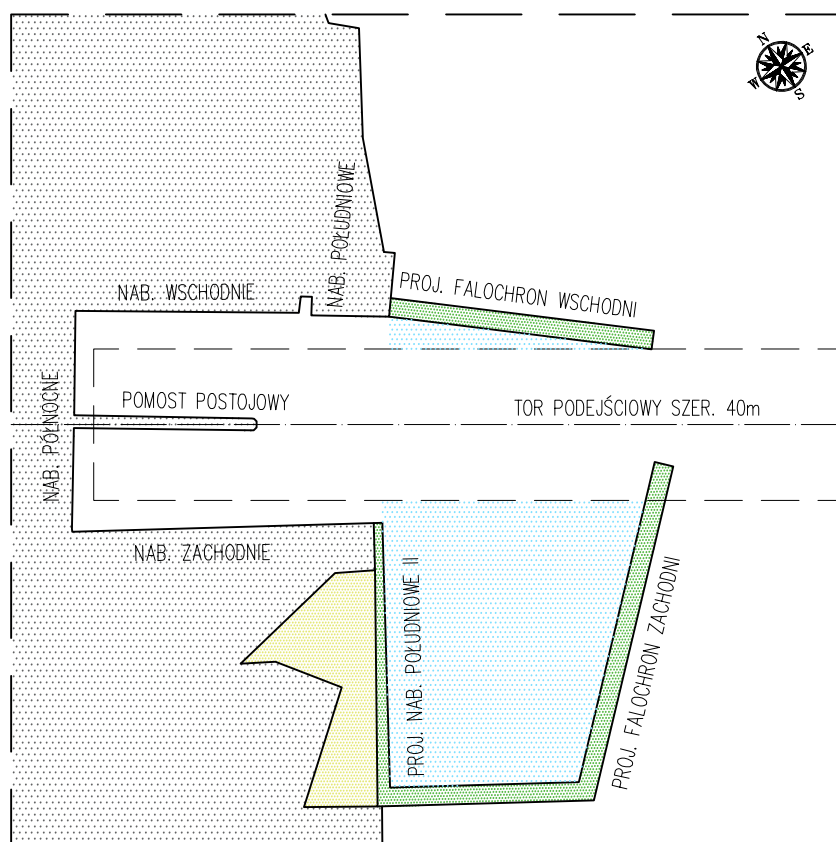 N
E
W
S
NAB. POŁUDNIOWE
PROJ. FALOCHRON WSCHODNI
NAB. WSCHODNIE
NAB. PÓŁNOCNE
POMOST POSTOJOWY
TOR PODEJŚCIOWY SZER. 40m
NAB. ZACHODNIE
PROJ. NAB. POŁUDNIOWE II
PROJ. FALOCHRON ZACHODNI